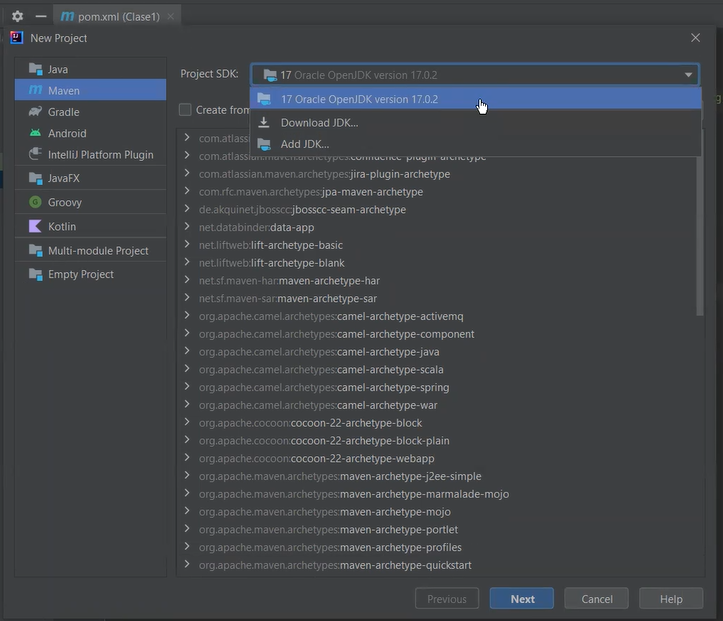 pom.xml (Clase1)
New Project
Java
Maven
Gradle
Android
IntelliJ Platform Plugin
JavaFX
Groovy
Kotlin
Multi-module Project
Empty Project
Project SDK:
17 Oracle OpenJDK version 17.0.2
17 Oracle OpenJDK version 17.0.2
Download JDK...
Add JDK...
Create from
com.atlass
com.atlassian.maven.archetypes:confluence-plugin-archetype
com.atlassian.maven.archetypes:jira-plugin-archetype
com.rfc.maven.archetypes:jpa-maven-archetype
de.akquinet.jbosscc:jbosscc-seam-archetype
net.databinder:data-app
net.liftweb:lift-archetype-basic
net.liftweb:lift-archetype-blank
net.sf.maven-har:maven-archetype-har
net.sf.maven-sar:maven-archetype-sar
org.apache.camel.archetypes:camel-archetype-activemq
org.apache.camel.archetypes:camel-archetype-component
org.apache.camel.archetypes:camel-archetype-java
org.apache.camel.archetypes:camel-archetype-scala
org.apache.camel.archetypes:camel-archetype-spring
org.apache.camel.archetypes:camel-archetype-war
org.apache.cocoon:cocoon-22-archetype-block
org.apache.cocoon:cocoon-22-archetype-block-plain
org.apache.cocoon:cocoon-22-archetype-webapp
org.apache.maven.archetypes:maven-archetype-j2ee-simple
org.apache.maven.archetypes:maven-archetype-marmalade-mojo
org.apache.maven.archetypes:maven-archetype-mojo
org.apache.maven.archetypes:maven-archetype-portlet
org.apache.maven.archetypes:maven-archetype-profiles
org.apache.maven.archetypes:maven-archetype-quickstart
Previous
Next
Cancel
Help